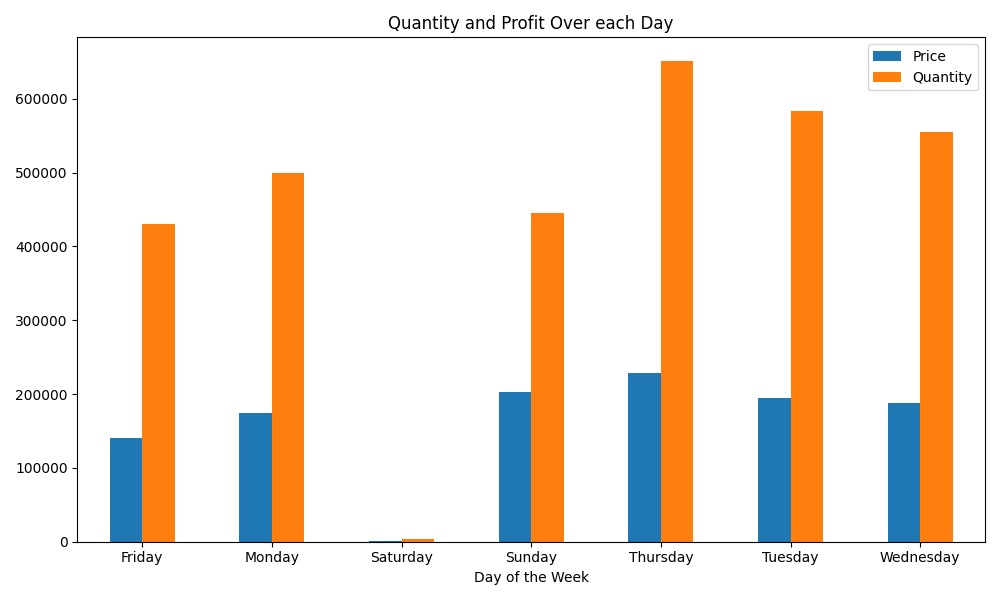 Quantity and Profit Over each Day
Price
Quantity
600000
500000
400000
300000
200000
100000
0
Friday Monday Saturday Sunday Thursday Tuesday Wednesday
Day of the Week